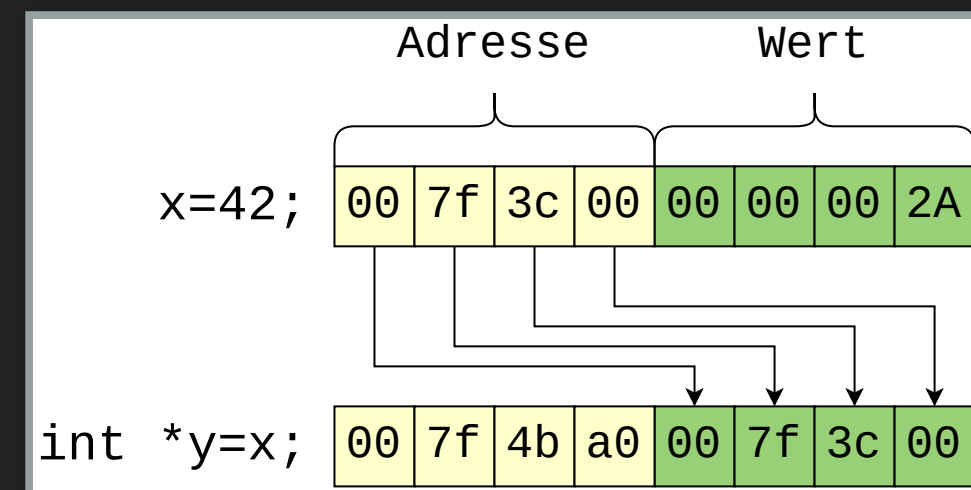 Adresse Wert
x=42; 00 7f 3c 00 00 00 00 2A
int *y=x; 00 7f 4b a0 00 7f 3c 00